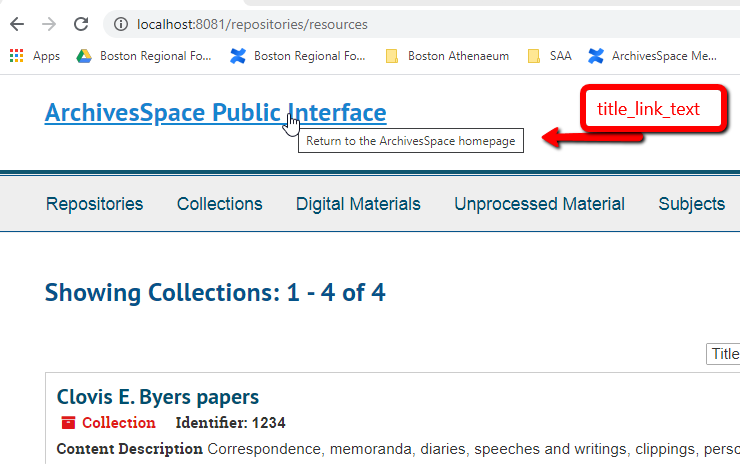 localhost:8081/repositories/resources
Apps Boston Regional Fo... Boston Regional Fo... Boston Athenaeum SAA ArchivesSpace Me...
ArchivesSpace Public Interface
title_link_text
Return to the ArchivesSpace homepage
Repositories Collections Digital Materials Unprocessed Material Subjects
Showing Collections: 1 - 4 of 4
Title
Clovis E. Byers papers
Collection Identifier: 1234
Content Description Correspondence, memoranda, diaries, speeches and writings, clippings, perso